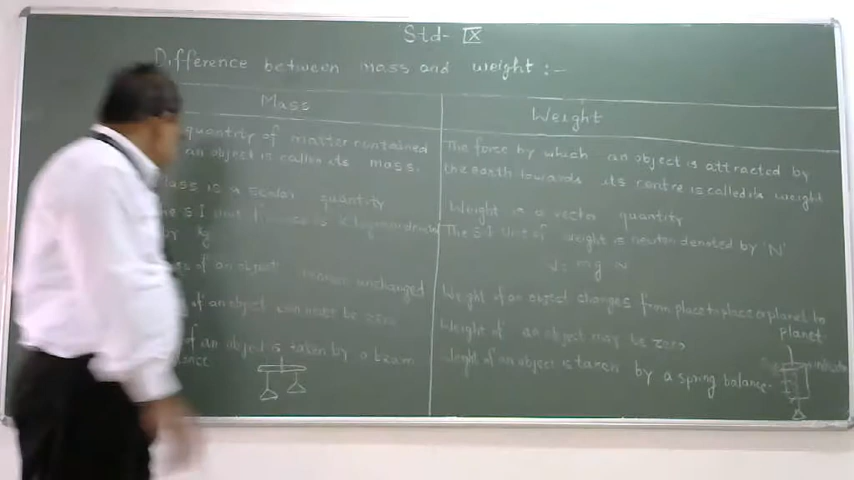 Std- IX
Difference between mass and weight :-
Mass
Weight
quantity of matter contained
an object is called its mass.
Mass is a scalar quantity
The S I unit
by kg
of an object remains unchanged
of an object can not be zero
of an object is taken by a beam
The force by which an object is attracted by
the earth towards its centre is called its weight
Weight is a vector quantity
The S.I unit of weight is newton denoted by 'N'
Weight of an object changes from place to place & planet to
planet
Weight of an object may be zero
Weight of an object is taken by a spring balance.